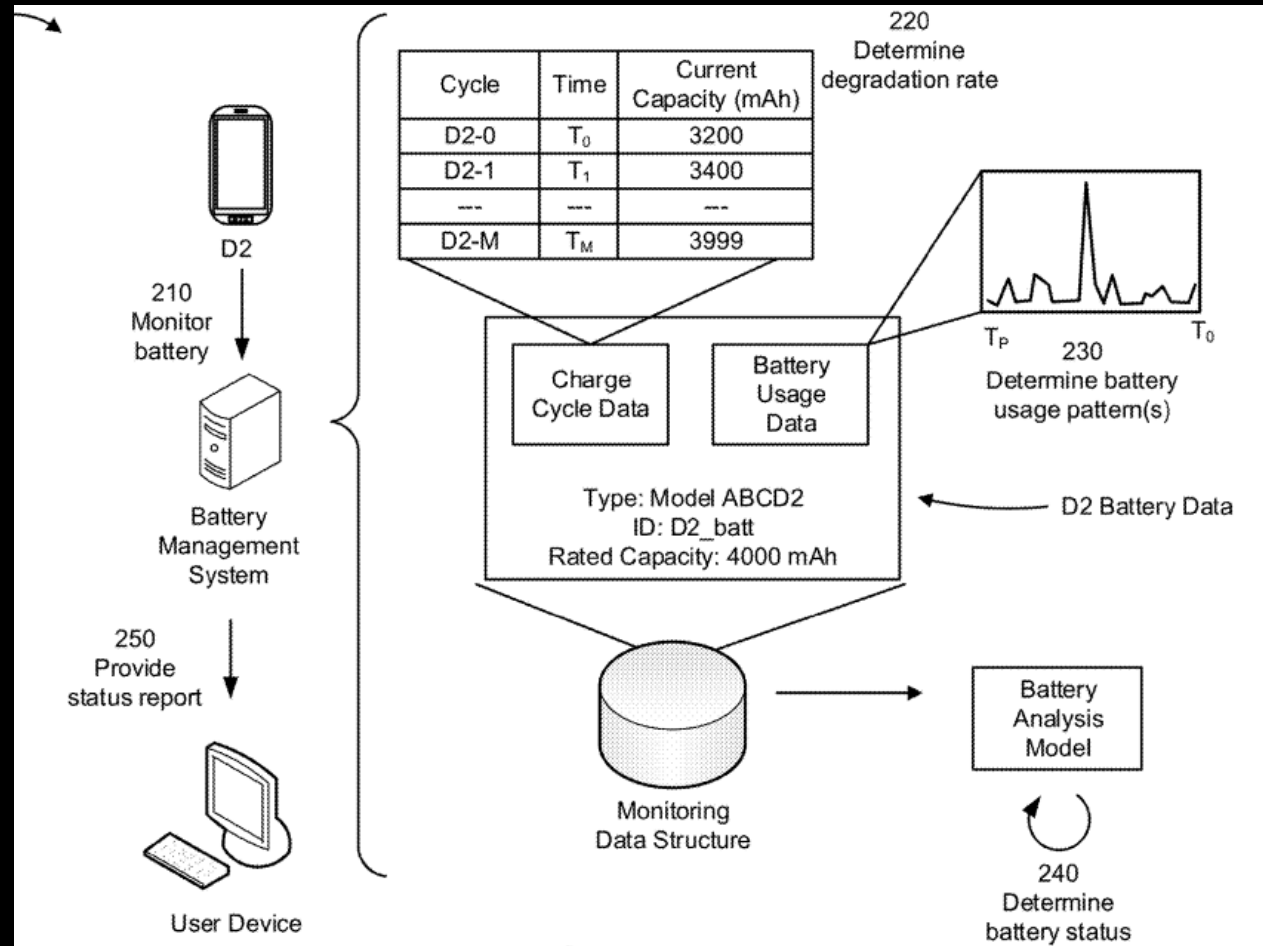 220
Determine
degradation rate
Cycle Time Current Capacity (mAh)
D2-0 T₀ 3200
D2-1 T₁ 3400
--- --- ---
D2-M T_M 3999
D2
210
Monitor
battery
Battery
Management
System
250
Provide
status report
User Device
Charge
Cycle Data
Battery
Usage
Data
Type: Model ABCD2
ID: D2_batt
Rated Capacity: 4000 mAh
T_P T₀
230
Determine battery
usage pattern(s)
D2 Battery Data
Monitoring
Data Structure
Battery
Analysis
Model
240
Determine
battery status